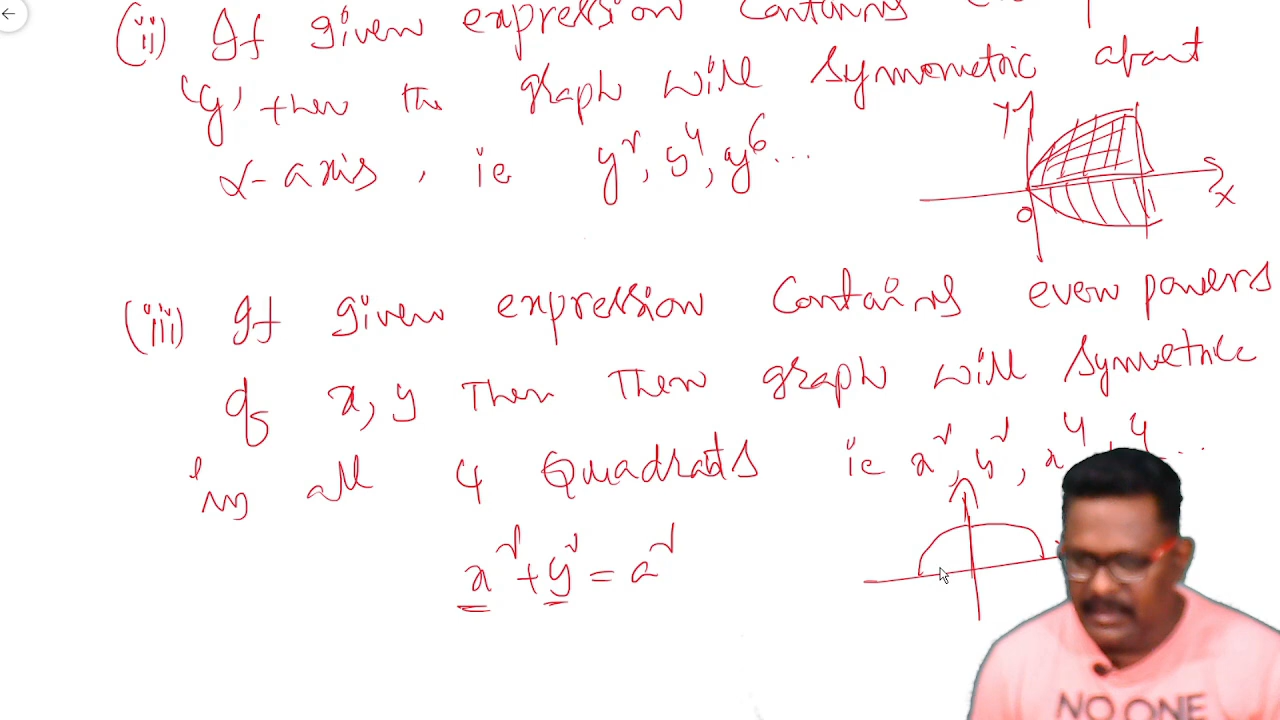 (ii) If given expression contains
'y' then the graph will symmometric about
x-axis, ie y², y⁴, y⁶...
Y
O
X
(iii) If given expression contains even powers
of x, y Then Then graph will symmetric
in all 4 Quadrants ie x², y², x⁴, y⁴...
x² + y² = a²
NO ONE